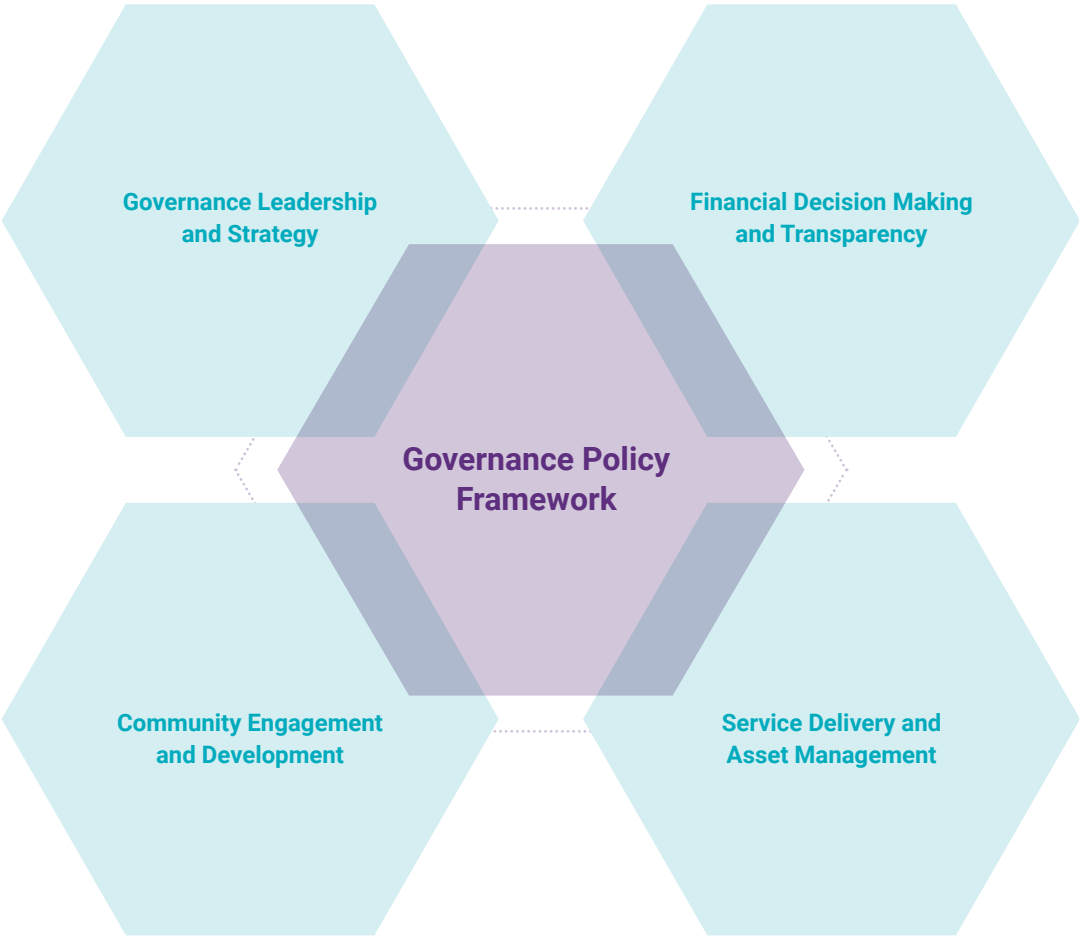 Governance Leadership
and Strategy
Financial Decision Making
and Transparency
Governance Policy
Framework
Community Engagement
and Development
Service Delivery and
Asset Management